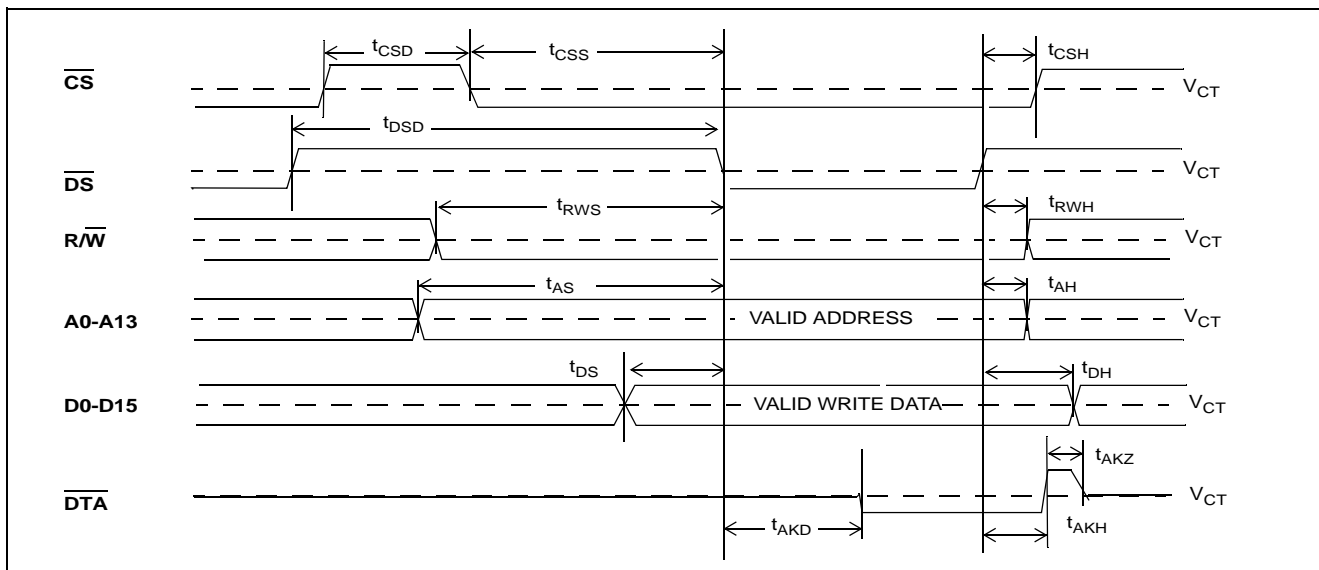 tCSD tCSS tCSH
CS VCT
tDSD
DS VCT
tRWS tRWH
R/W VCT
tAS tAH
A0-A13 VALID ADDRESS VCT
tDS tDH
D0-D15 VALID WRITE DATA VCT
tAKZ
DTA VCT
tAKD tAKH